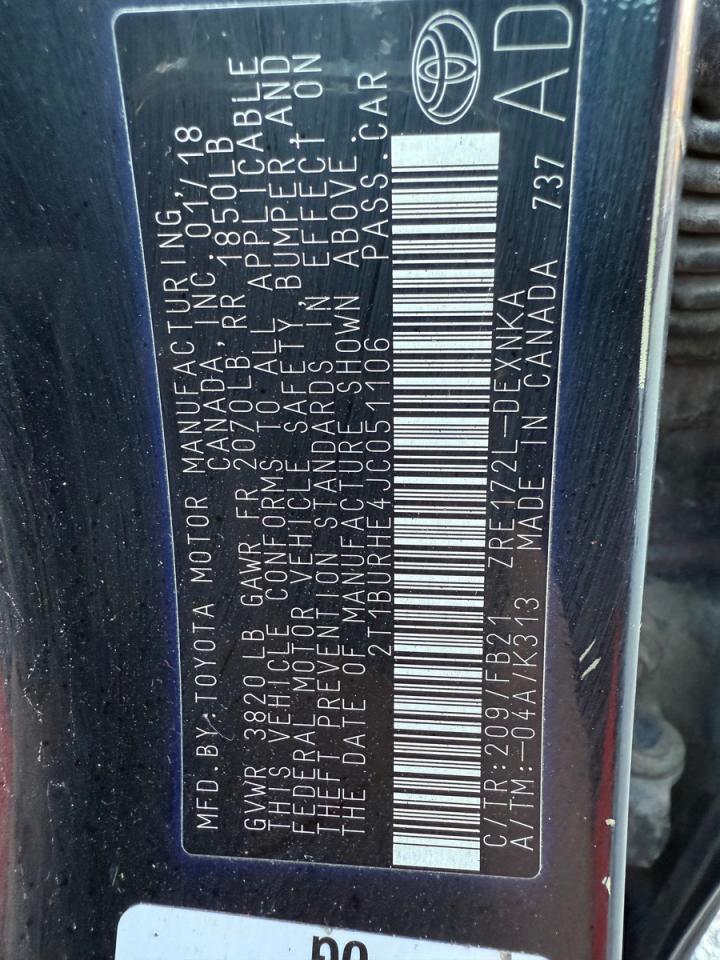 MFD.BY:TOYOTA MOTOR MANUFACTURING,
CANADA, INC. 01/18
GVWR 3820LB GAWR FR 2070LB,RR 1850LB
THIS VEHICLE CONFORMS TO ALL APPLICABLE
FEDERAL MOTOR VEHICLE SAFETY, BUMPER, AND
THEFT PREVENTION STANDARDS IN EFFECT ON
THE DATE OF MANUFACTURE SHOWN ABOVE.
2T1BURHE4JC051106 PASS.CAR
C/TR:209/FB21 ZRE172L-DEXNKA 737
A/TM:-04A/K313 MADE IN CANADA AD